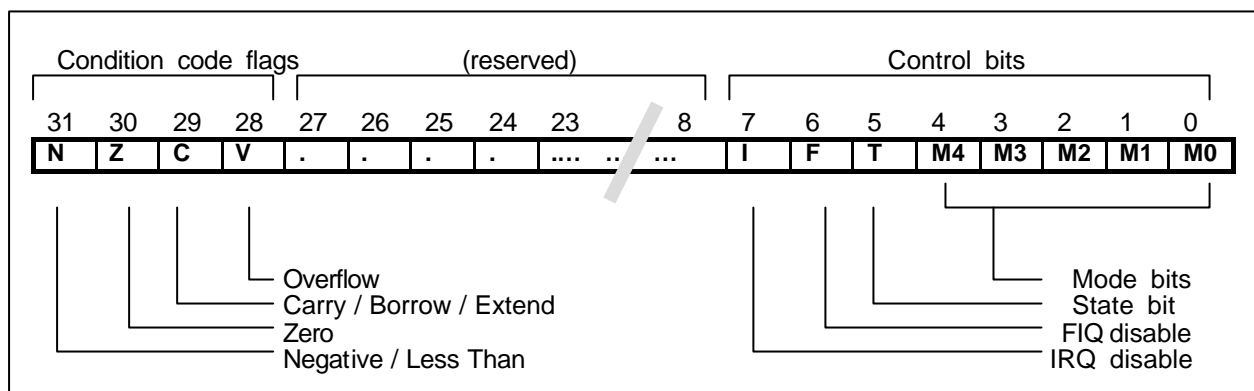 Condition code flags (reserved) Control bits
31 30 29 28 27 26 25 24 23 8 7 6 5 4 3 2 1 0
N Z C V . . . . .... .. ... I F T M4 M3 M2 M1 M0
Overflow Mode bits
Carry / Borrow / Extend State bit
Zero FIQ disable
Negative / Less Than IRQ disable